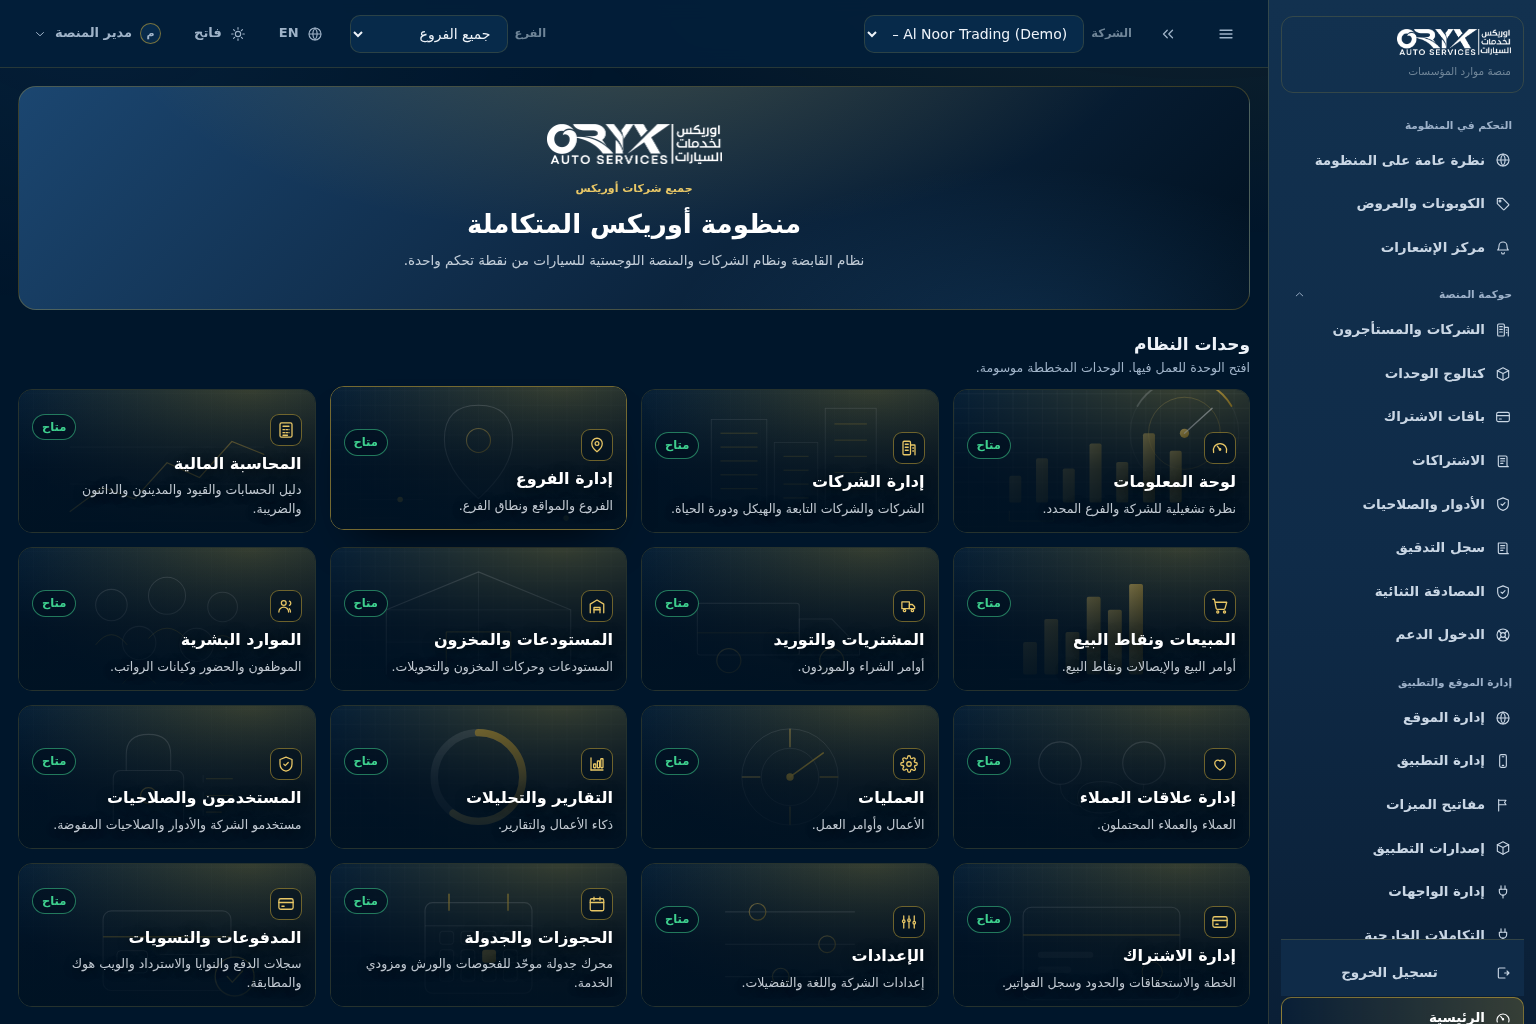 اوريكس
لخدمات
السيارات
ORYX
AUTO SERVICES
منصة موارد المؤسسات
التحكم في المنظومة
نظرة عامة على المنظومة
الكوبونات والعروض
مركز الإشعارات
حوكمة المنصة
الشركات والمستأجرون
كتالوج الوحدات
باقات الاشتراك
الاشتراكات
الأدوار والصلاحيات
سجل التدقيق
المصادقة الثنائية
الدخول الدعم
إدارة الموقع والتطبيق
إدارة الموقع
إدارة التطبيق
مفاتيح الميزات
إصدارات التطبيق
إدارة الواجهات
التكاملات الخارجية
تسجيل الخروج
الرئيسية
الشركة
Al Noor Trading (Demo) –
الفرع
جميع الفروع
EN
فاتح
م
مدير المنصة
اوريكس
لخدمات
السيارات
ORYX
AUTO SERVICES
جميع شركات أوريكس
منظومة أوريكس المتكاملة
نظام القابضة ونظام الشركات والمنصة اللوجستية للسيارات من نقطة تحكم واحدة.
وحدات النظام
افتح الوحدة للعمل فيها. الوحدات المخططة موسومة.
متاح
لوحة المعلومات
نظرة تشغيلية للشركة والفرع المحدد.
متاح
إدارة الشركات
الشركات والشركات التابعة والهيكل ودورة الحياة.
متاح
إدارة الفروع
الفروع والمواقع ونطاق الفرع.
متاح
المحاسبة المالية
دليل الحسابات والقيود والمدينون والدائنون
والضريبة.
متاح
المبيعات ونقاط البيع
أوامر البيع والإيصالات ونقاط البيع.
متاح
المشتريات والتوريد
أوامر الشراء والموردون.
متاح
المستودعات والمخزون
المستودعات وحركات المخزون والتحويلات.
متاح
الموارد البشرية
الموظفون والحضور وكيانات الرواتب.
متاح
إدارة علاقات العملاء
العملاء والعملاء المحتملون.
متاح
العمليات
الأعمال وأوامر العمل.
متاح
التقارير والتحليلات
ذكاء الأعمال والتقارير.
متاح
المستخدمون والصلاحيات
مستخدمو الشركة والأدوار والصلاحيات المفوضة.
متاح
إدارة الاشتراك
الخطة والاستحقاقات والحدود وسجل الفواتير.
متاح
الإعدادات
إعدادات الشركة واللغة والتفضيلات.
متاح
الحجوزات والجدولة
محرك جدولة موحّد للفحوصات والورش ومزودي
الخدمة.
متاح
المدفوعات والتسويات
سجلات الدفع والنوايا والاسترداد والويب هوك
والمطابقة.